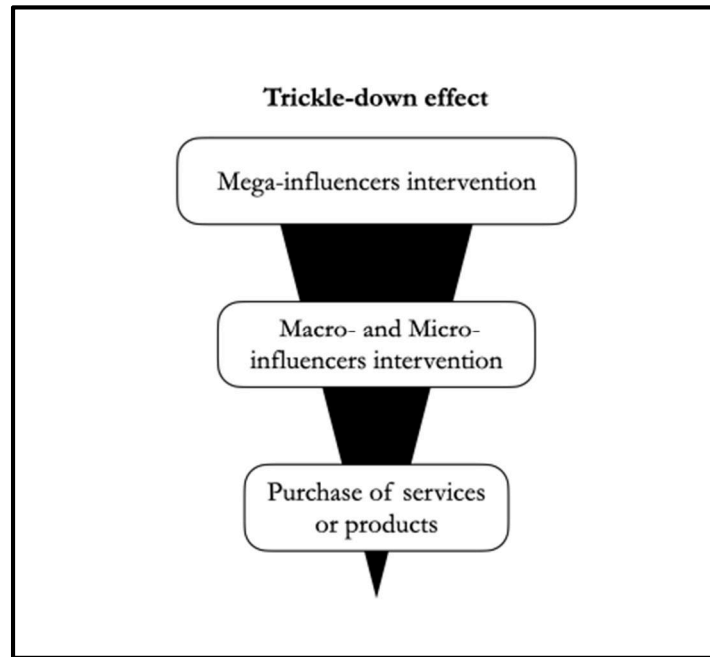 Trickle-down effect
Mega-influencers intervention
Macro- and Micro-
influencers intervention
Purchase of services
or products